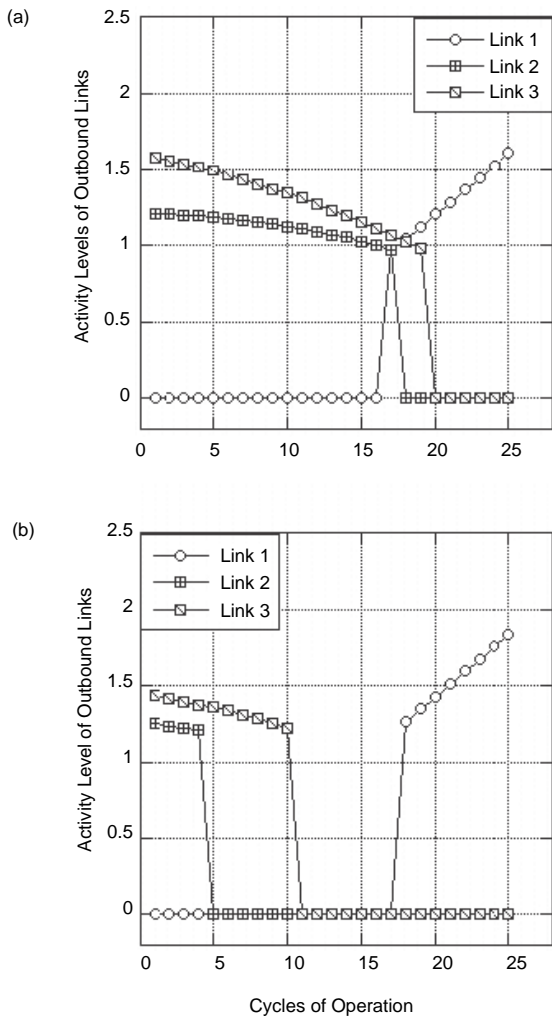 (a)
2.5
2
1.5
1
0.5
0
Activity Levels of Outbound Links
Link 1
Link 2
Link 3
0 5 10 15 20 25
(b)
2.5
2
1.5
1
0.5
0
Activity Level of Outbound Links
Link 1
Link 2
Link 3
0 5 10 15 20 25
Cycles of Operation